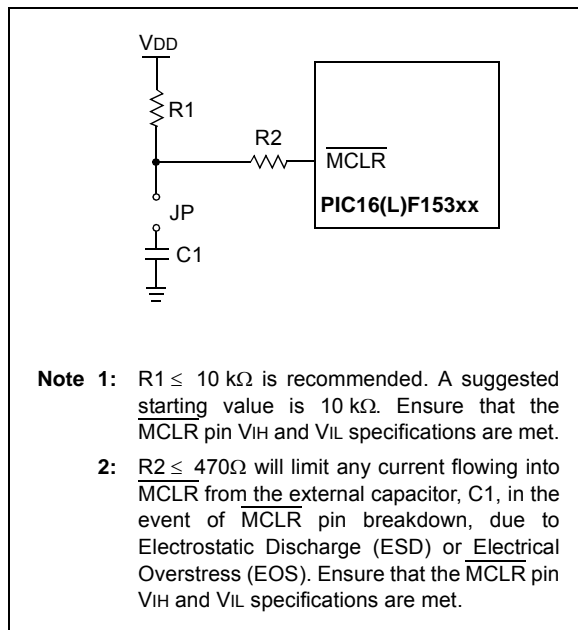 VDD
R1
R2
MCLR
JP
PIC16(L)F153xx
C1
Note 1: R1 ≤ 10 kΩ is recommended. A suggested
starting value is 10 kΩ. Ensure that the
MCLR pin VIH and VIL specifications are met.
2: R2 ≤ 470Ω will limit any current flowing into
MCLR from the external capacitor, C1, in the
event of MCLR pin breakdown, due to
Electrostatic Discharge (ESD) or Electrical
Overstress (EOS). Ensure that the MCLR pin
VIH and VIL specifications are met.